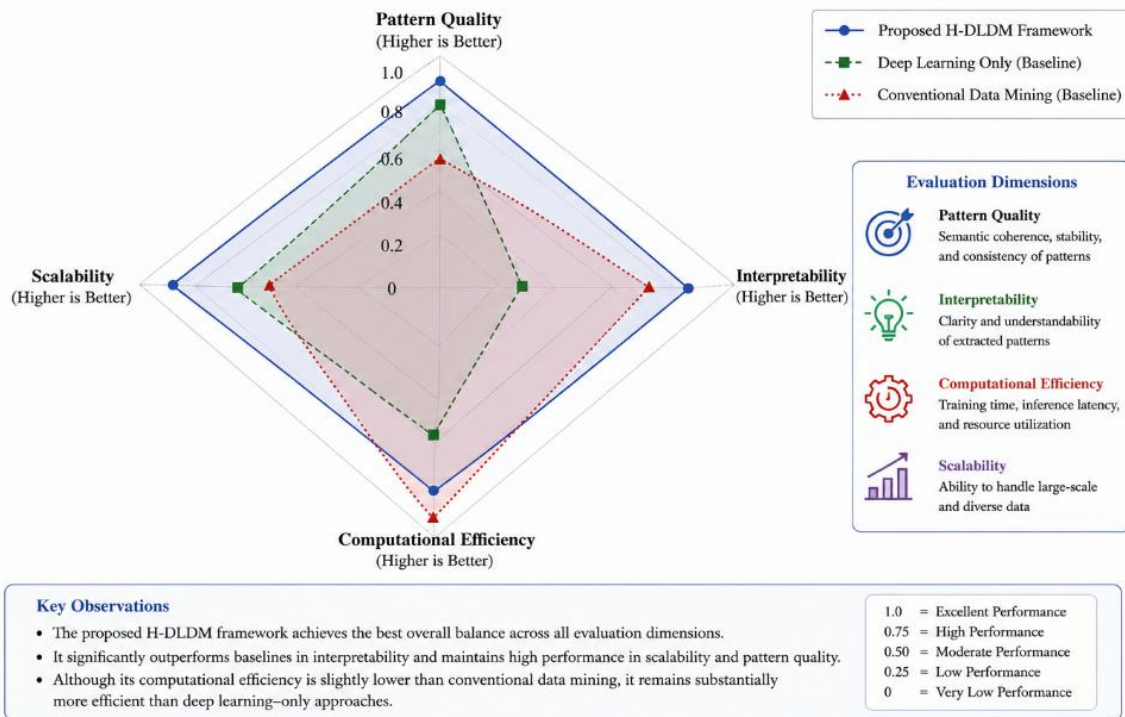 Pattern Quality
(Higher is Better)
1.0
0.8
0.6
0.4
0.2
0
Scalability
(Higher is Better)
Interpretability
(Higher is Better)
Computational Efficiency
(Higher is Better)
Proposed H-DLDM Framework
Deep Learning Only (Baseline)
Conventional Data Mining (Baseline)
Evaluation Dimensions
Pattern Quality
Semantic coherence, stability,
and consistency of patterns
Interpretability
Clarity and understandability
of extracted patterns
Computational Efficiency
Training time, inference latency,
and resource utilization
Scalability
Ability to handle large-scale
and diverse data
Key Observations
• The proposed H-DLDM framework achieves the best overall balance across all evaluation dimensions.
• It significantly outperforms baselines in interpretability and maintains high performance in scalability and pattern quality.
• Although its computational efficiency is slightly lower than conventional data mining, it remains substantially
more efficient than deep learning–only approaches.
1.0 = Excellent Performance
0.75 = High Performance
0.50 = Moderate Performance
0.25 = Low Performance
0 = Very Low Performance